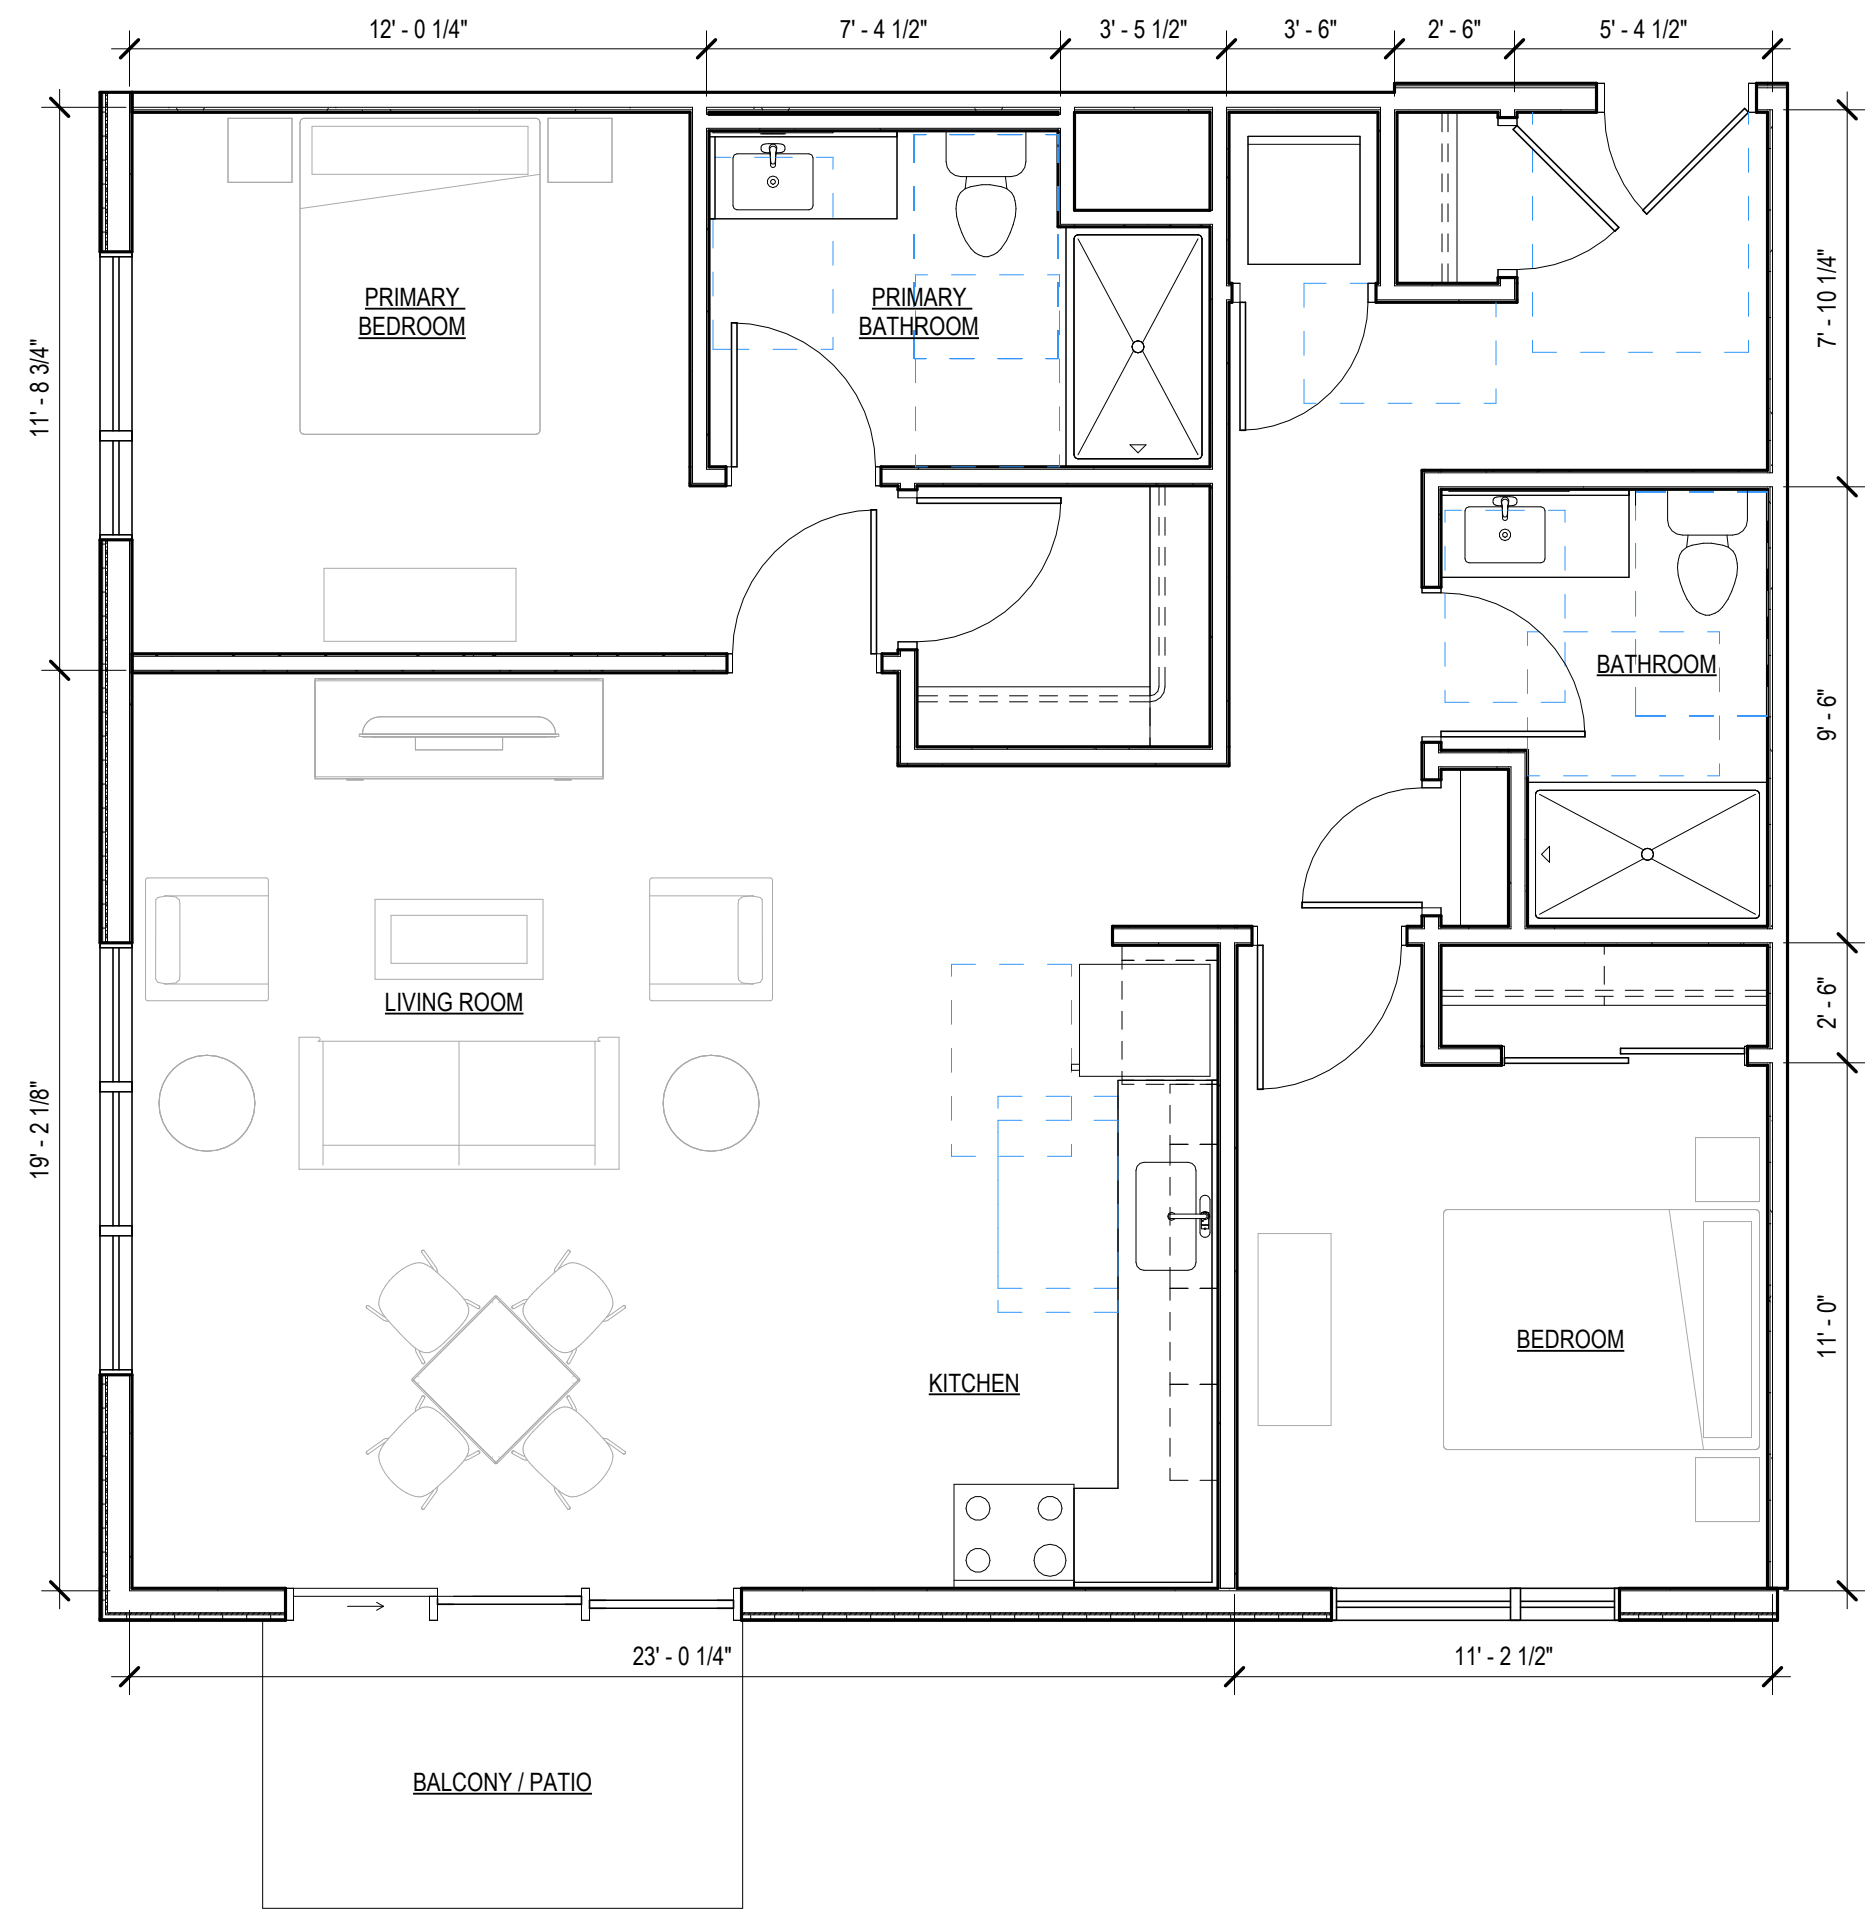 12' - 0 1/4"
7' - 4 1/2"
3' - 5 1/2"
3' - 6"
2' - 6"
5' - 4 1/2"
PRIMARY
BEDROOM
PRIMARY
BATHROOM
7' - 10 1/4"
11' - 8 3/4"
BATHROOM
9' - 6"
LIVING ROOM
2' - 6"
19' - 2 1/8"
BEDROOM
11' - 0"
KITCHEN
23' - 0 1/4"
11' - 2 1/2"
BALCONY / PATIO